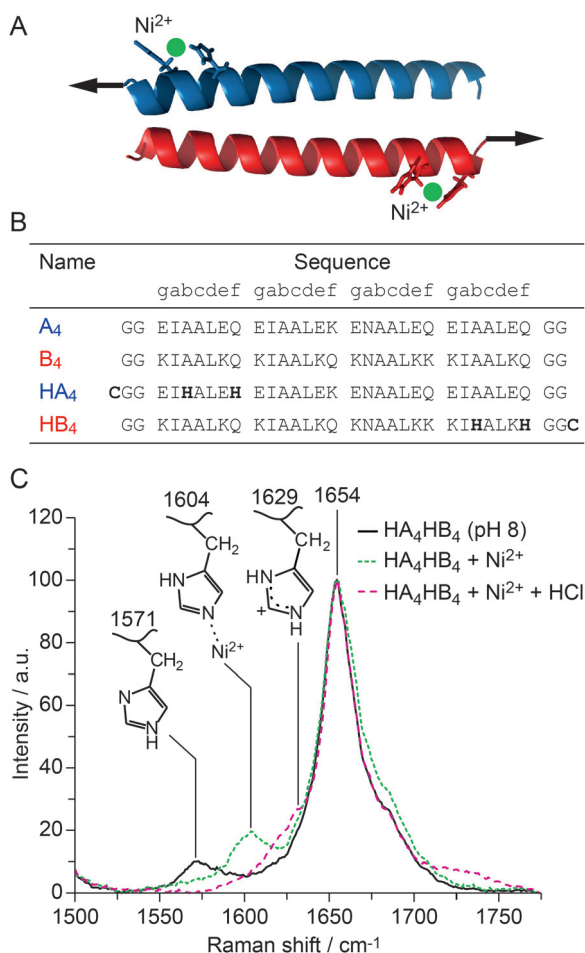 A
Ni²⁺
Ni²⁺
B
Name Sequence
gabcdef gabcdef gabcdef gabcdef
A₄ GG EIAALEQ EIAALEK ENAALEQ EIAALEQ GG
B₄ GG KIAALKQ KIAALKQ KNAALKK KIAALKQ GG
HA₄ CGG EIHALEH EIAALEK ENAALEQ EIAALEQ GG
HB₄ GG KIAALKQ KIAALKQ KNAALKK KIHALKH GGC
C
1604 1629 1654
HA₄HB₄ (pH 8)
HA₄HB₄ + Ni²⁺
HA₄HB₄ + Ni²⁺ + HCl
CH₂
CH₂
HN
N
HN
+
N
H
1571
Ni²⁺
CH₂
N
N
H
120
100
80
60
40
20
0
Intensity / a.u.
1500 1550 1600 1650 1700 1750
Raman shift / cm⁻¹